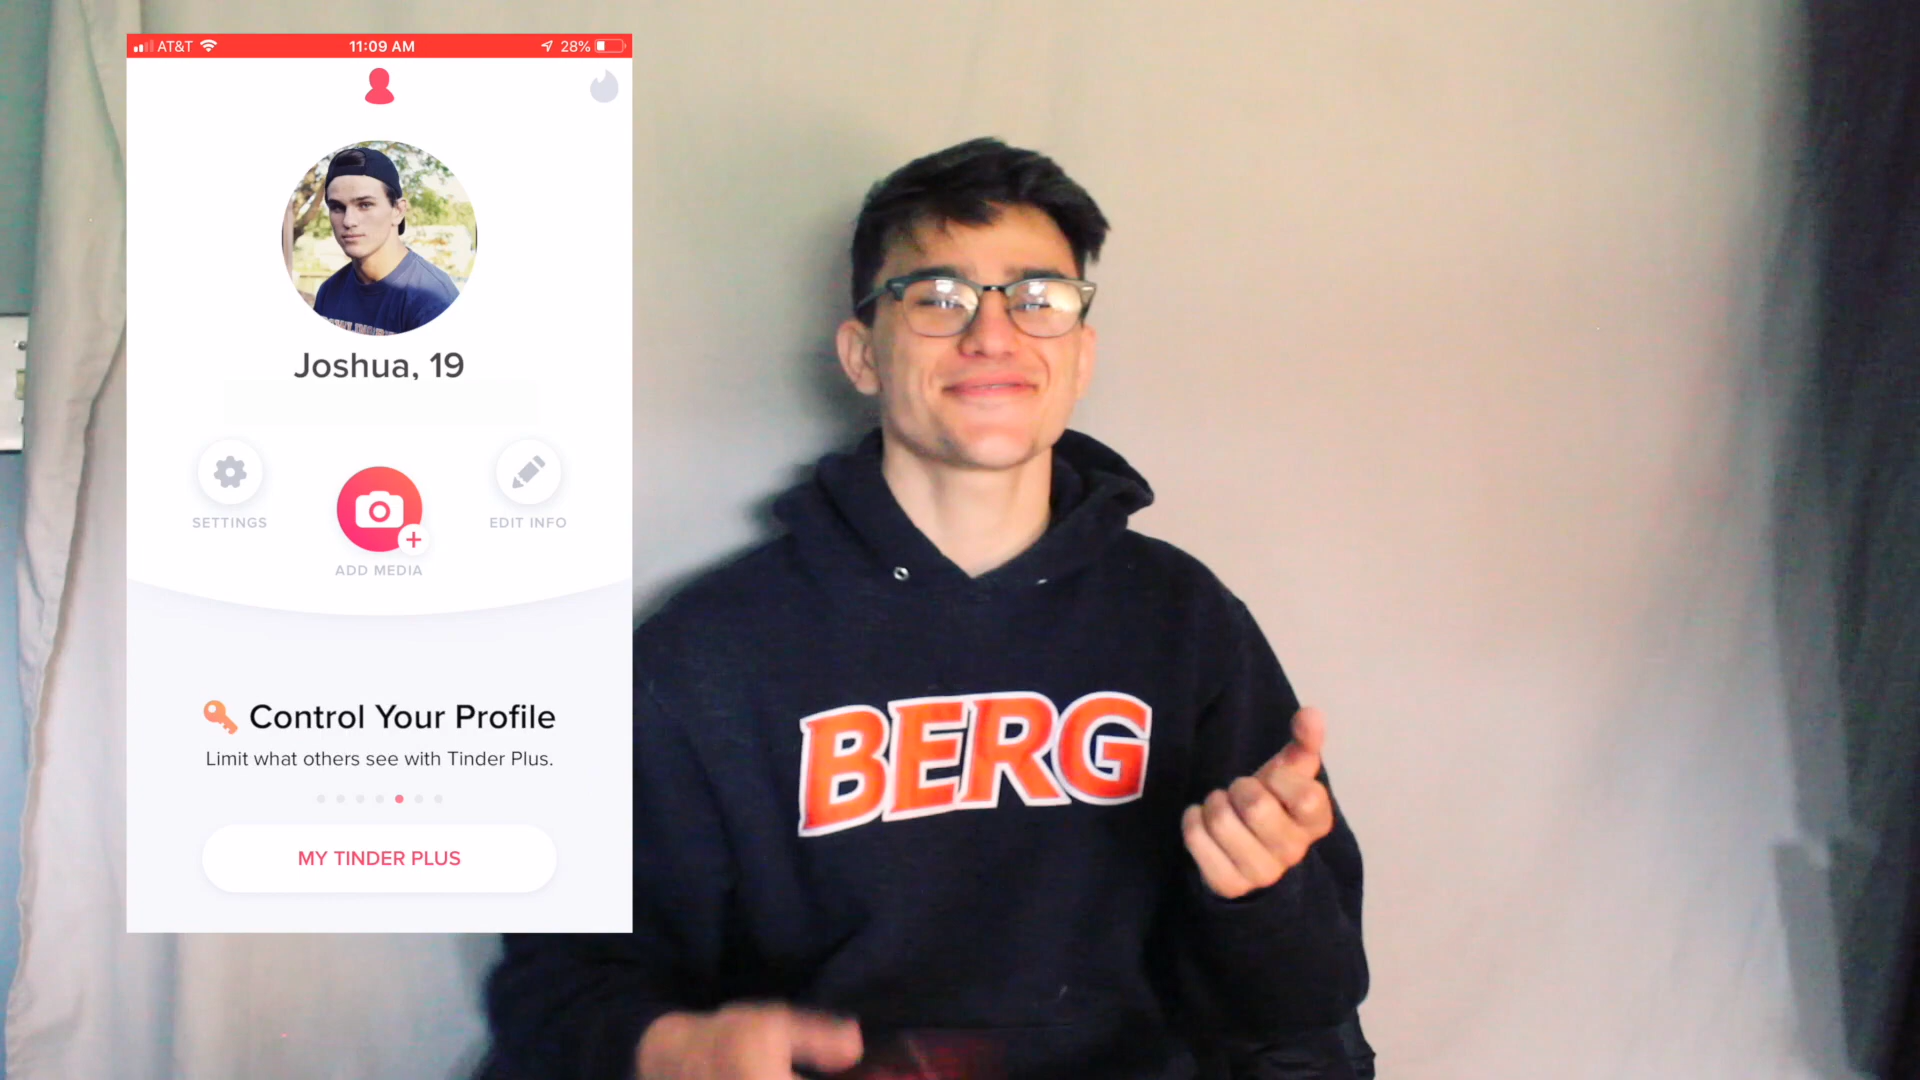 AT&T 11:09 AM 28%
Joshua, 19
SETTINGS
EDIT INFO
ADD MEDIA
Control Your Profile
Limit what others see with Tinder Plus.
MY TINDER PLUS
BERG